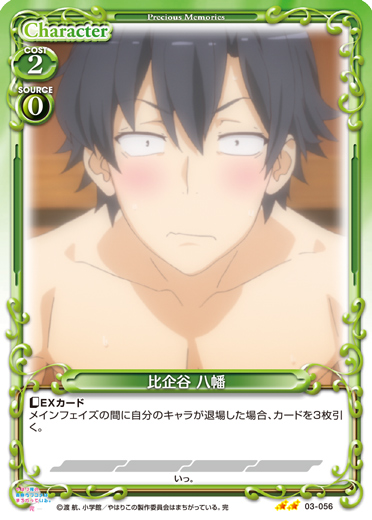 Precious Memories
Character
COST
2
SOURCE
0
比企谷 八幡
EXカード
メインフェイズの間に自分のキャラが退場した場合、カードを3枚引
く。
いっ。
©渡 航、小学館／やはりこの製作委員会はまちがっている。完
03-056